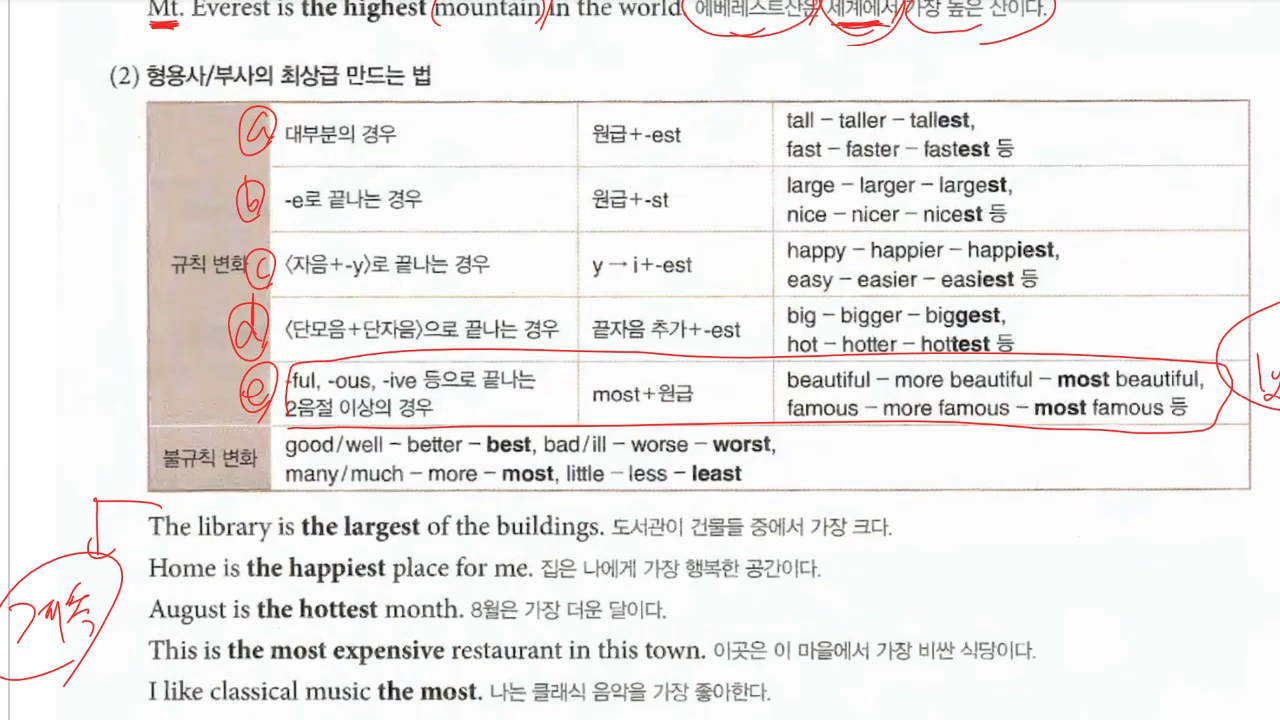 Mt. Everest is the highest mountain in the world. 에베레스트산은 세계에서 가장 높은 산이다.
(2) 형용사/부사의 최상급 만드는 법
규칙 변화
ⓐ 대부분의 경우 원급+-est tall – taller – tallest,
fast – faster – fastest 등
ⓑ -e로 끝나는 경우 원급+-st large – larger – largest,
nice – nicer – nicest 등
ⓒ 〈자음+-y〉로 끝나는 경우 y → i+-est happy – happier – happiest,
easy – easier – easiest 등
ⓓ 〈단모음+단자음〉으로 끝나는 경우 끝자음 추가+-est big – bigger – biggest,
hot – hotter – hottest 등
ⓔ -ful, -ous, -ive 등으로 끝나는
2음절 이상의 경우 most+원급 beautiful – more beautiful – most beautiful,
famous – more famous – most famous 등
불규칙 변화
good/well – better – best, bad/ill – worse – worst,
many/much – more – most, little – less – least
The library is the largest of the buildings. 도서관이 건물들 중에서 가장 크다.
Home is the happiest place for me. 집은 나에게 가장 행복한 공간이다.
August is the hottest month. 8월은 가장 더운 달이다.
This is the most expensive restaurant in this town. 이곳은 이 마을에서 가장 비싼 식당이다.
I like classical music the most. 나는 클래식 음악을 가장 좋아한다.